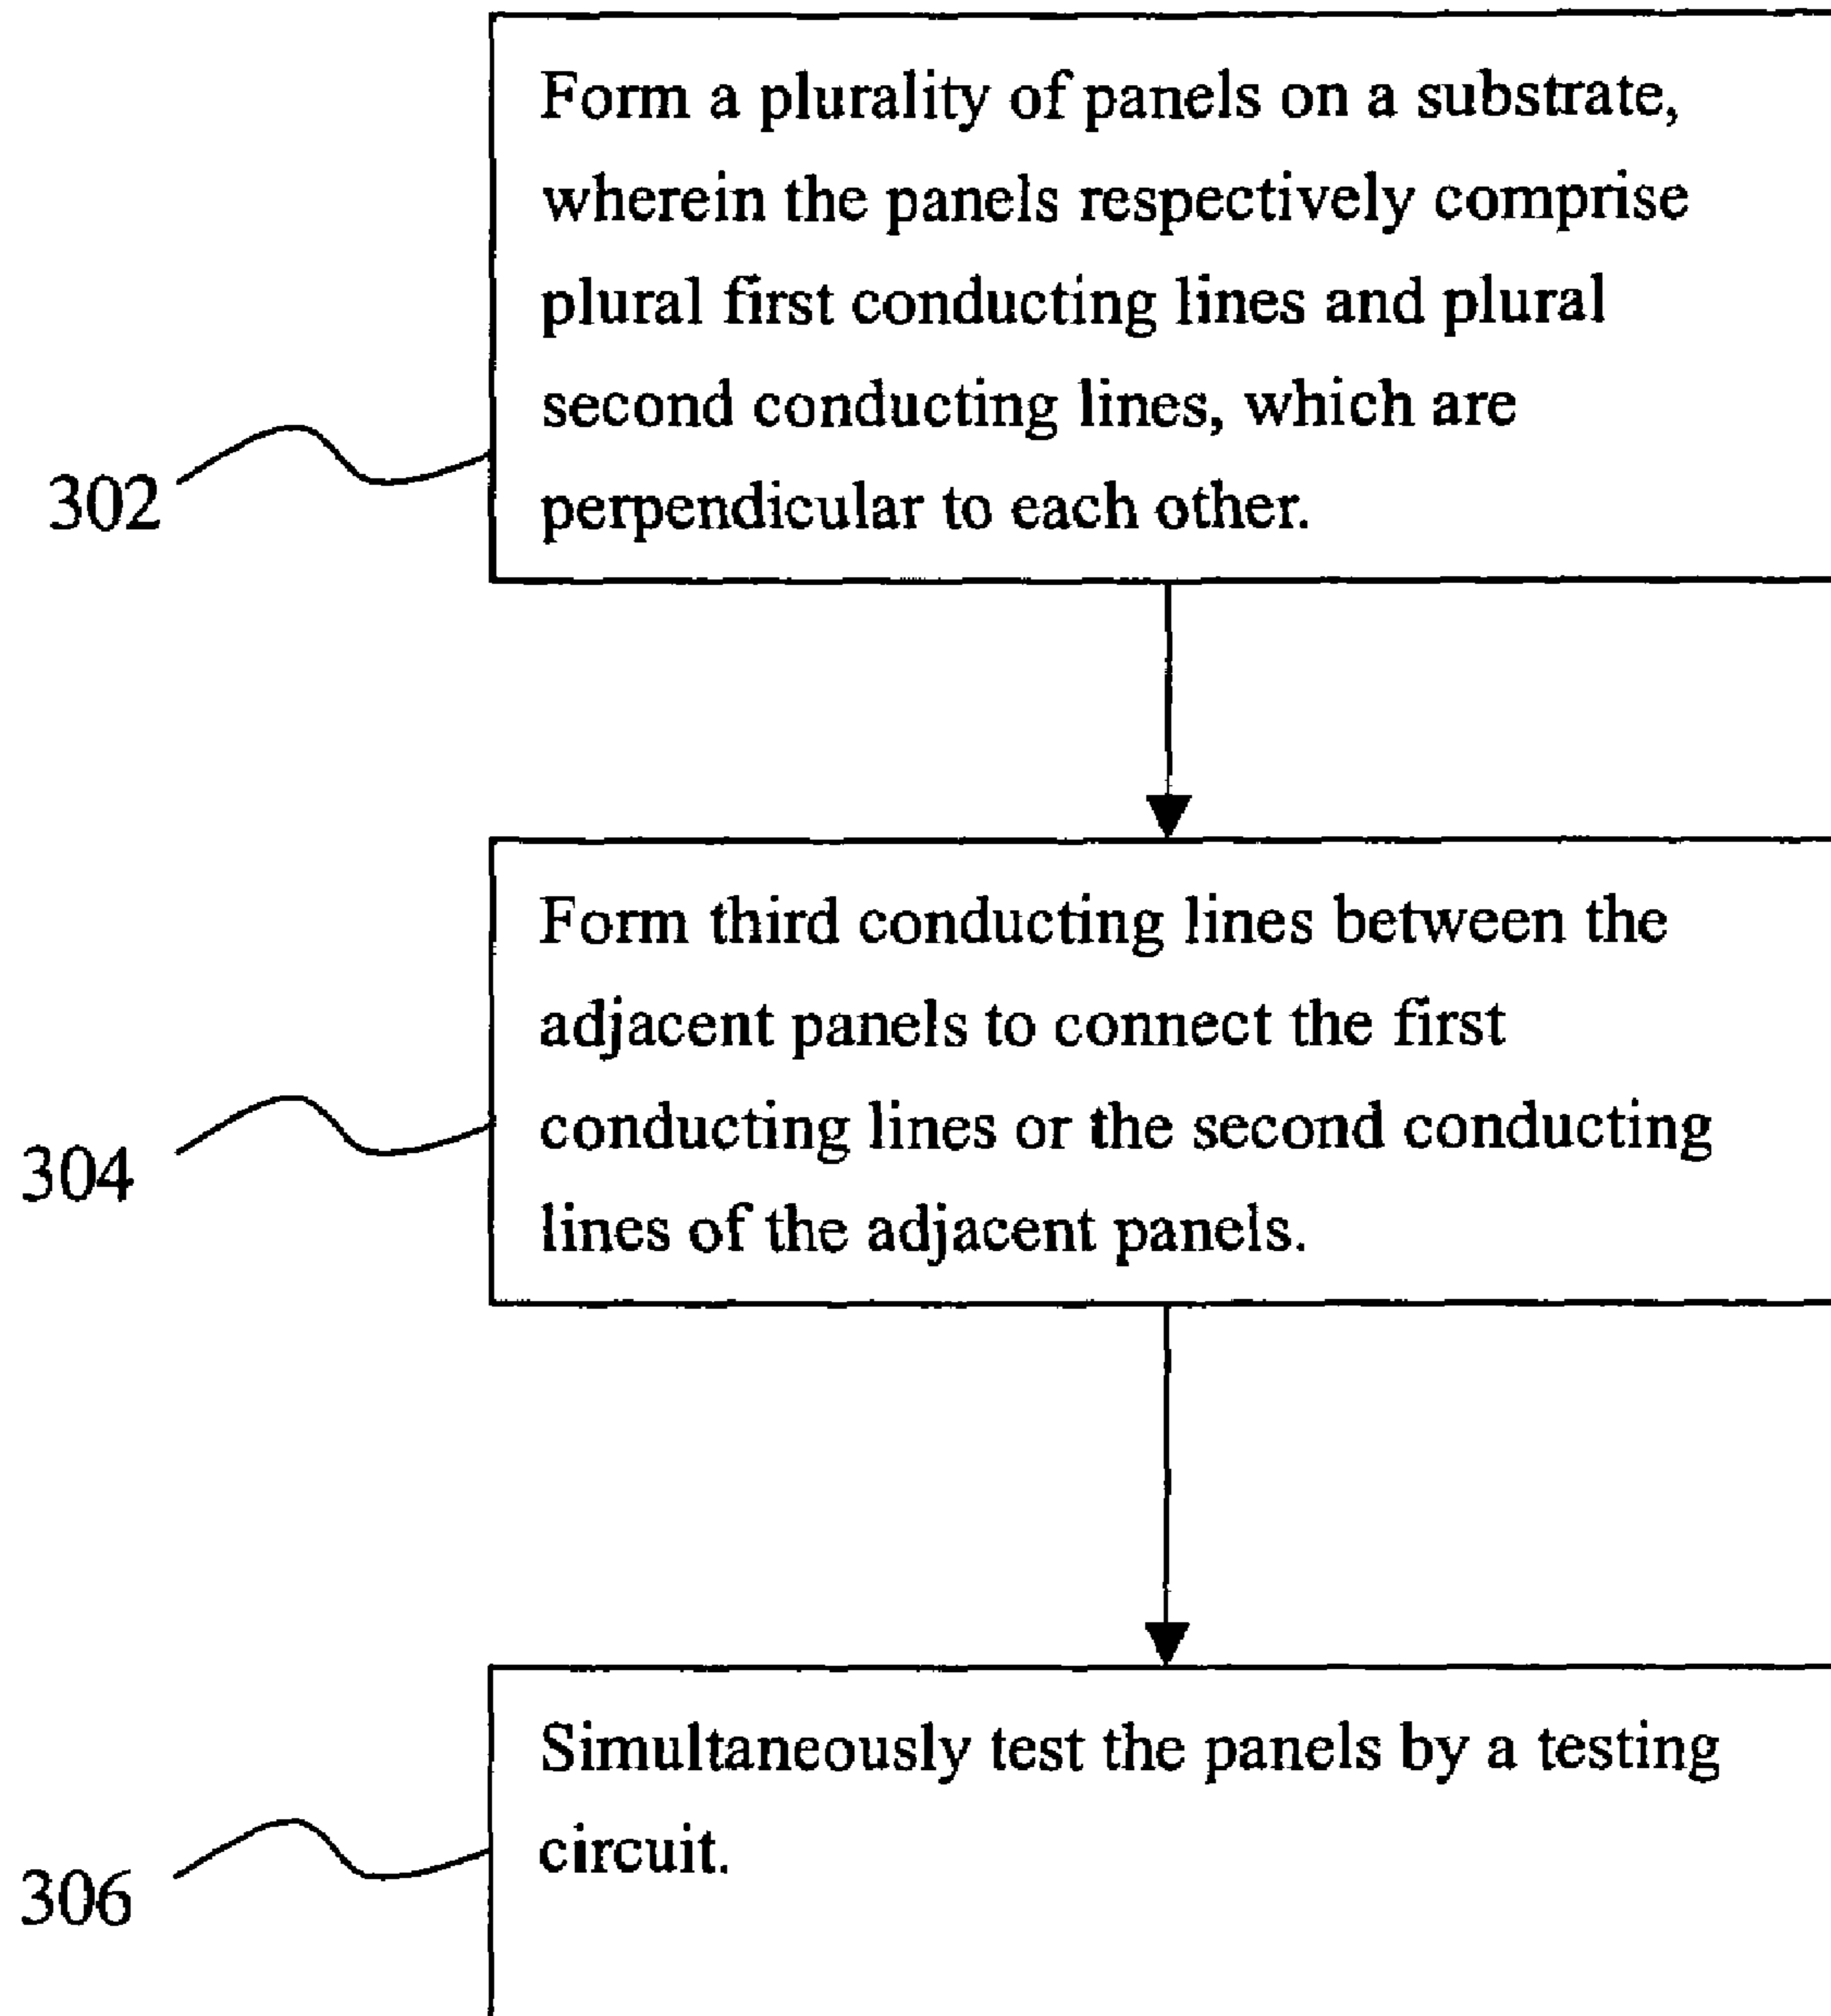 Form a plurality of panels on a substrate,
wherein the panels respectively comprise
plural first conducting lines and plural
second conducting lines, which are
perpendicular to each other.
302
Form third conducting lines between the
adjacent panels to connect the first
conducting lines or the second conducting
lines of the adjacent panels.
304
Simultaneously test the panels by a testing
circuit.
306